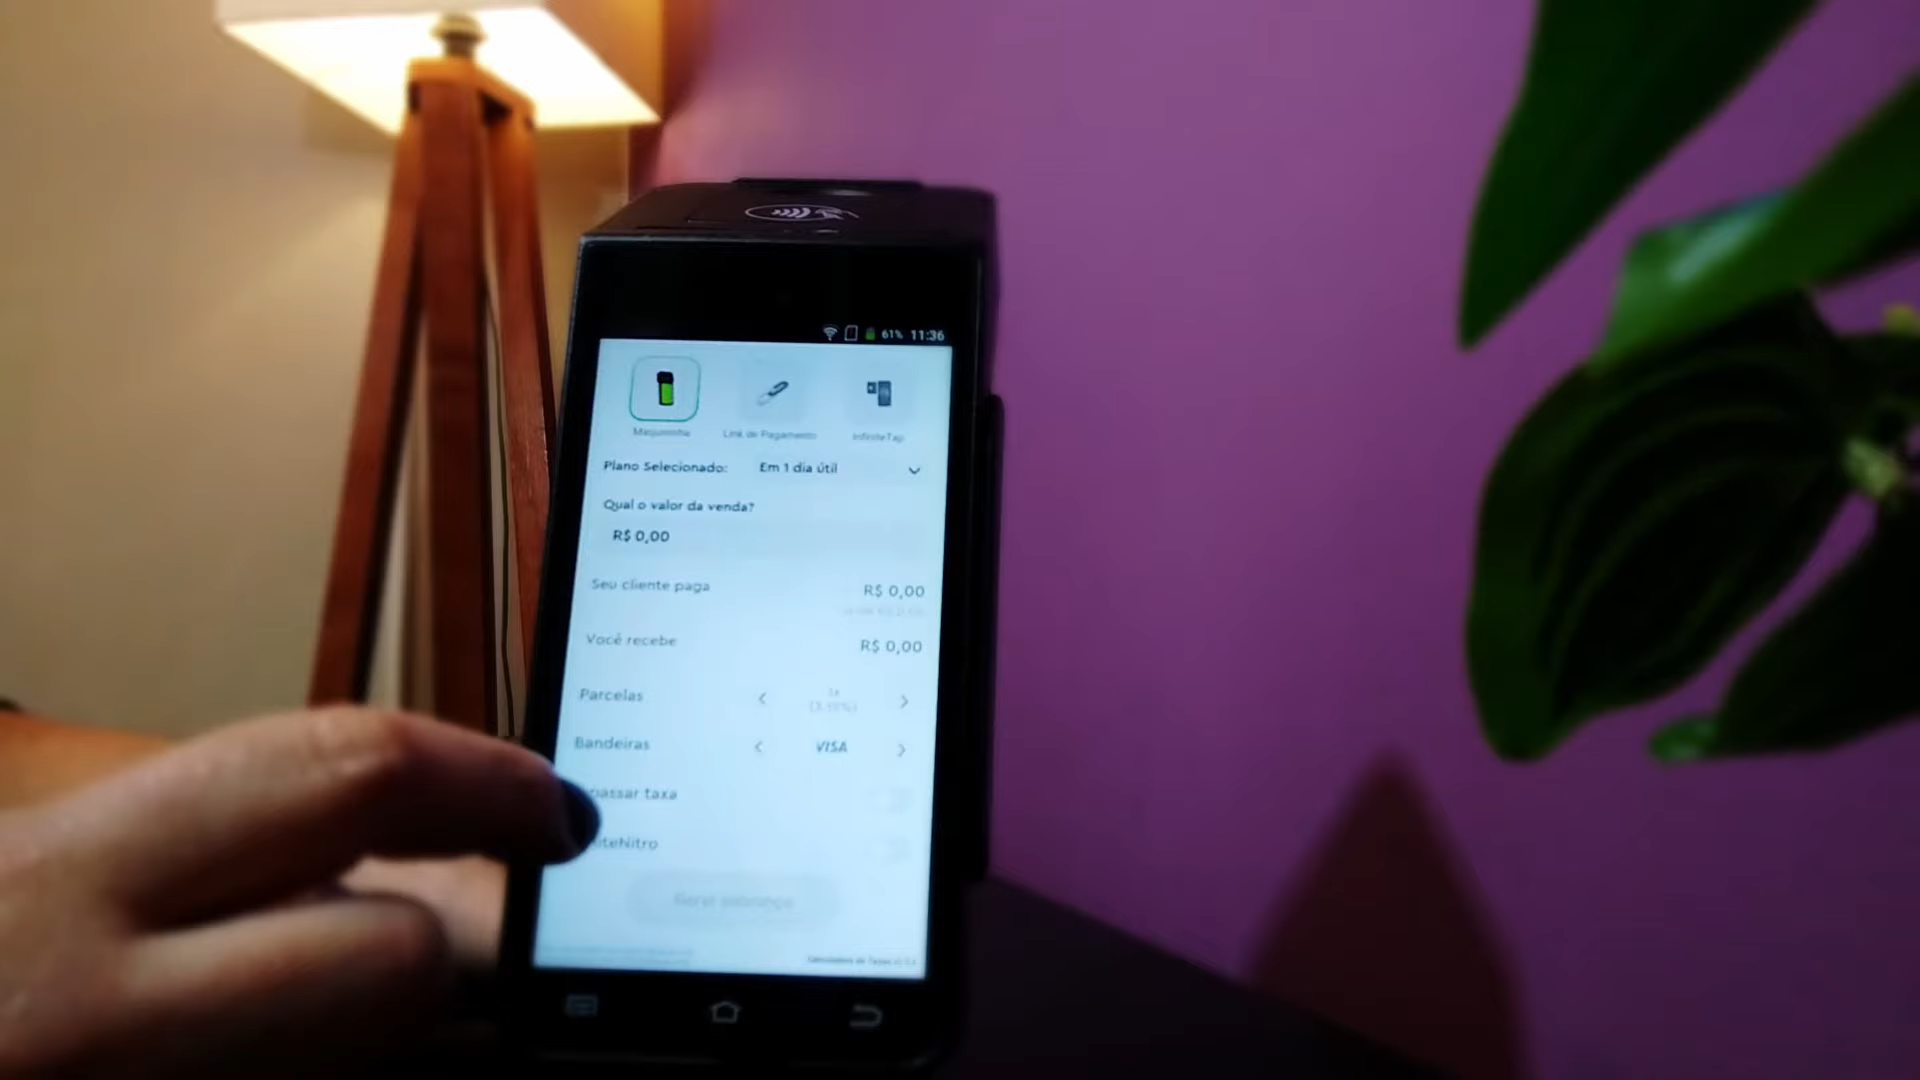 61% 11:36
Maquininha Link de Pagamento InfiniteTap
Plano Selecionado: Em 1 dia útil
Qual o valor da venda?
R$ 0,00
Seu cliente paga R$ 0,00
Você recebe R$ 0,00
Parcelas
Bandeiras VISA
passar taxa
iteNitro